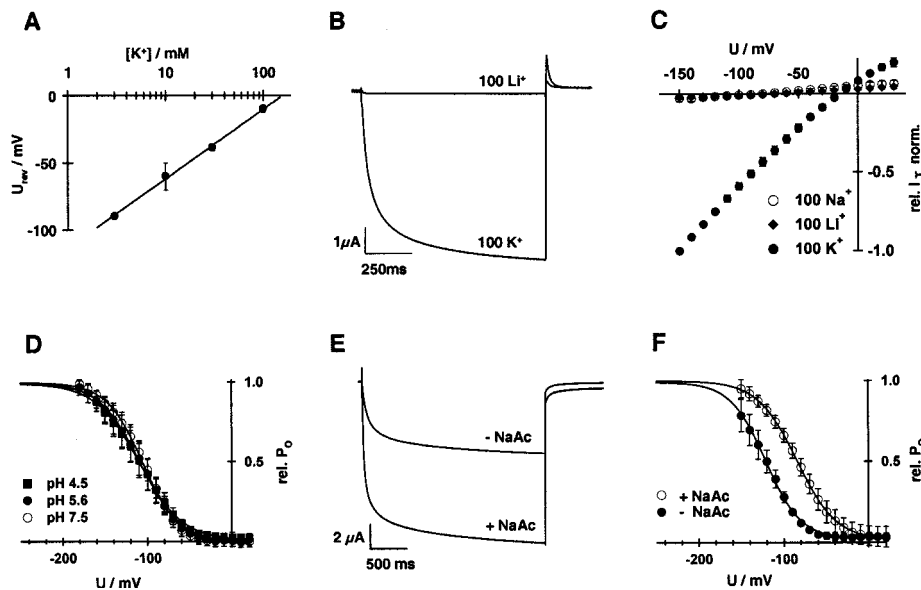 A
[K⁺] / mM
1 10 100
0
-50
-100
U_rev / mV
B
100 Li⁺
100 K⁺
1µA
250ms
C
U / mV
-150 -100 -50
-0.5
-1.0
rel. I_T norm.
100 Na⁺
100 Li⁺
100 K⁺
D
1.0
0.5
rel. P_O
pH 4.5
pH 5.6
pH 7.5
-200 -100
U / mV
E
- NaAc
+ NaAc
2 µA
500 ms
F
1.0
0.5
rel. P_O
+ NaAc
- NaAc
-200 -100
U / mV